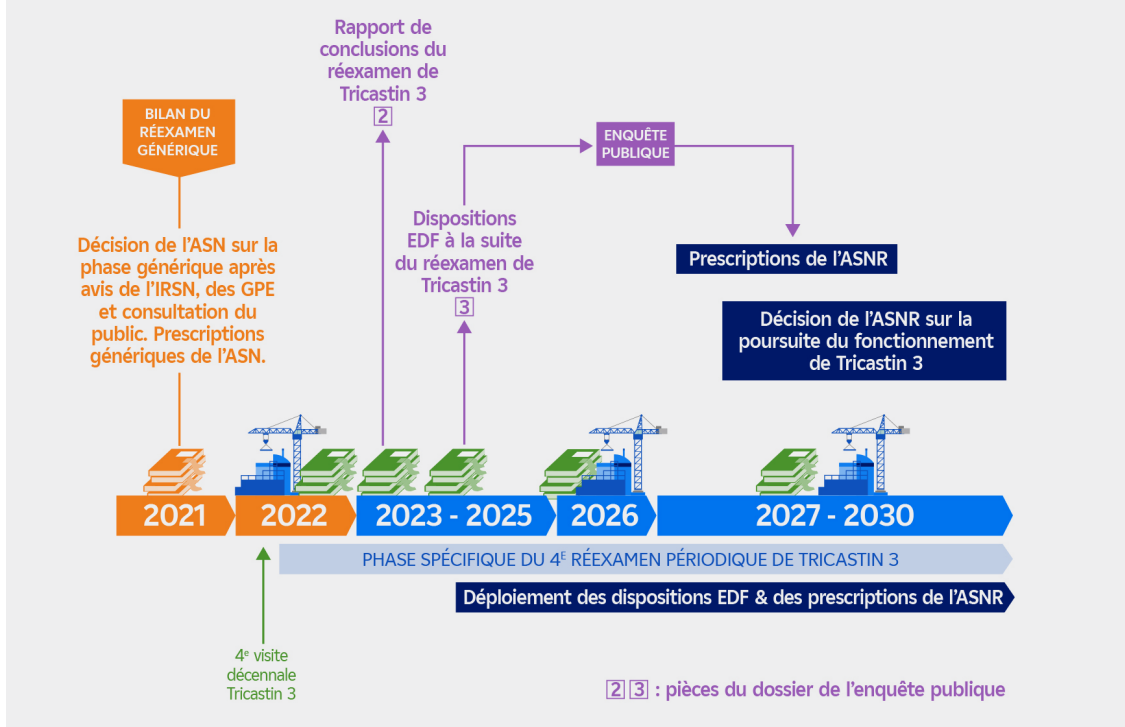 Rapport de
conclusions du
réexamen de
Tricastin 3
2
BILAN DU
RÉEXAMEN
GÉNÉRIQUE
ENQUÊTE
PUBLIQUE
Décision de l'ASN sur la
phase générique après
avis de l'IRSN, des GPE
et consultation du
public. Prescriptions
génériques de l'ASN.
Dispositions
EDF à la suite
du réexamen de
Tricastin 3
3
Prescriptions de l'ASNR
Décision de l'ASNR sur la
poursuite du fonctionnement
de Tricastin 3
2021
2022
2023 - 2025
2026
2027 - 2030
PHASE SPÉCIFIQUE DU 4E RÉEXAMEN PÉRIODIQUE DE TRICASTIN 3
Déploiement des dispositions EDF & des prescriptions de l'ASNR
4e visite
décennale
Tricastin 3
2 3 : pièces du dossier de l'enquête publique